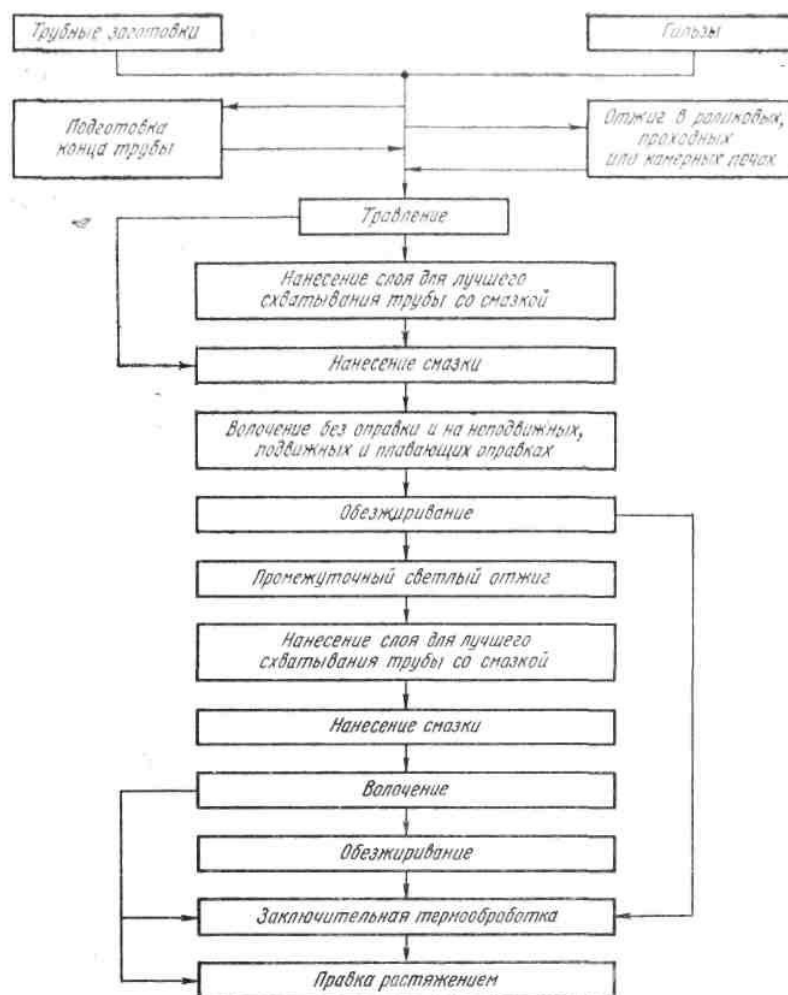 Трубные заготовки
Гильзы
Подготовка
конца трубы
Отжиг в роликовых,
проходных
или камерных печах
Травление
Нанесение слоя для лучшего
схватывания трубы со смазкой
Нанесение смазки
Волочение без оправки и на неподвижных,
подвижных и плавающих оправках
Обезжиривание
Промежуточный светлый отжиг
Нанесение слоя для лучшего
схватывания трубы со смазкой
Нанесение смазки
Волочение
Обезжиривание
Заключительная термообработка
Правка растяжением